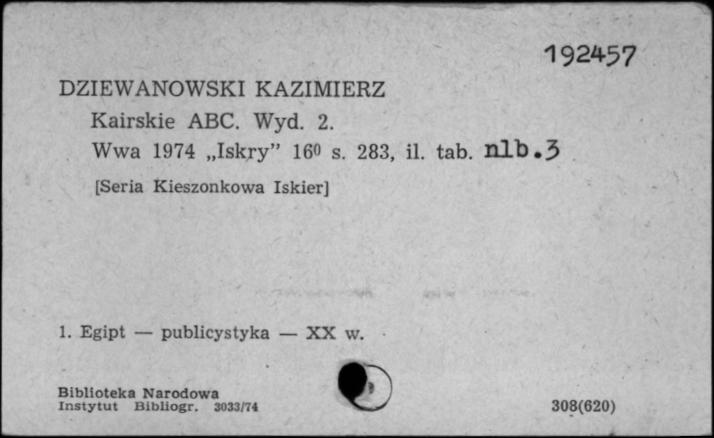 192457
DZIEWANOWSKI KAZIMIERZ
Kairskie ABC. Wyd. 2.
Wwa 1974 „Iskry” 16⁰ s. 283, il. tab. nlb.3
[Seria Kieszonkowa Iskier]
1. Egipt — publicystyka — XX w.
Biblioteka Narodowa
Instytut Bibliogr. 3033/74
308(620)